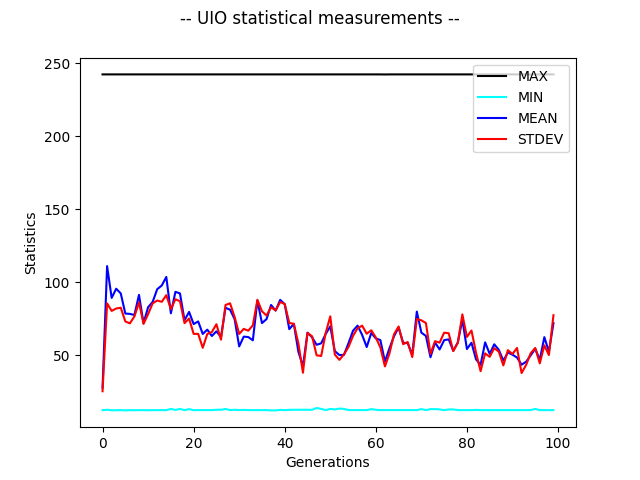 -- UIO statistical measurements --
250
200
150
100
50
Statistics
MAX
MIN
MEAN
STDEV
0 20 40 60 80 100
Generations